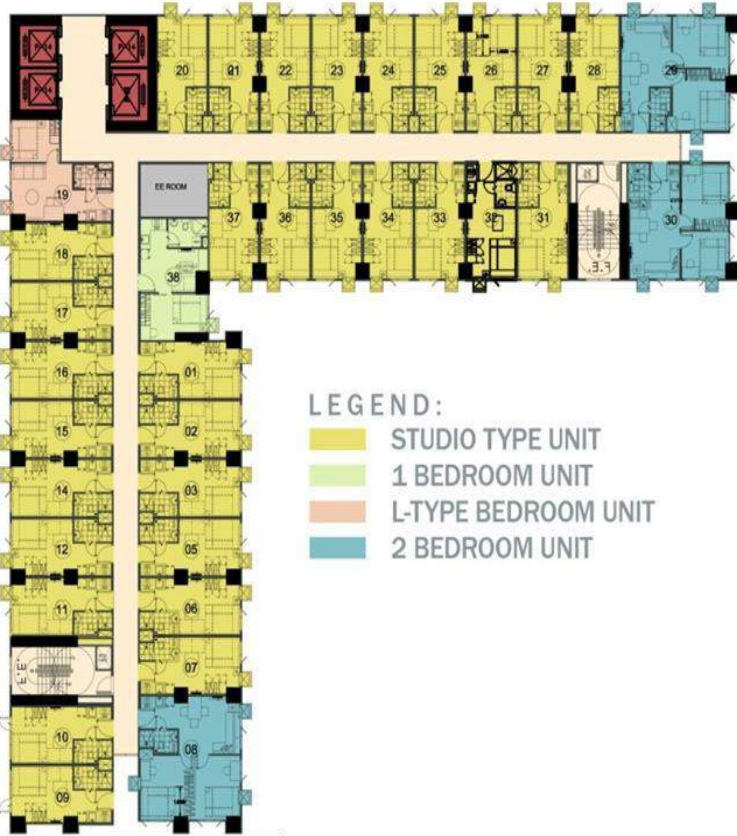 20 21 22 23 24 25 26 27 28 29
19
EE ROOM
37 36 35 34 33 32 31 30
F.E.
18
38
17
16 01
15 02
14 03
12 05
11 06
07
10 08
09
LEGEND:
STUDIO TYPE UNIT
1 BEDROOM UNIT
L-TYPE BEDROOM UNIT
2 BEDROOM UNIT